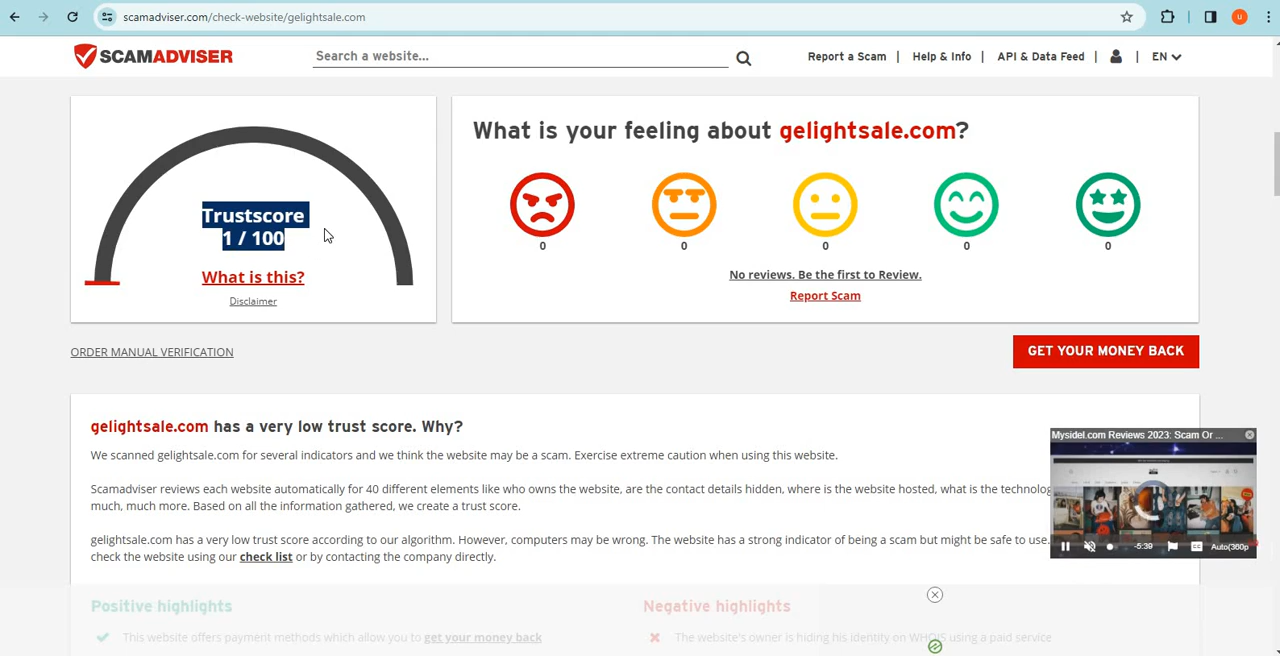 scamadviser.com/check-website/gelightsale.com
u
SCAMADVISER
Search a website...
Report a Scam | Help & Info | API & Data Feed | | EN
Trustscore
1 / 100
What is this?
Disclaimer
What is your feeling about gelightsale.com?
0 0 0 0 0
No reviews. Be the first to Review.
Report Scam
ORDER MANUAL VERIFICATION
GET YOUR MONEY BACK
gelightsale.com has a very low trust score. Why?
We scanned gelightsale.com for several indicators and we think the website may be a scam. Exercise extreme caution when using this website.
Scamadviser reviews each website automatically for 40 different elements like who owns the website, are the contact details hidden, where is the website hosted, what is the technolog
much, much more. Based on all the information gathered, we create a trust score.
gelightsale.com has a very low trust score according to our algorithm. However, computers may be wrong. The website has a strong indicator of being a scam but might be safe to use.
check the website using our check list or by contacting the company directly.
Mysidel.com Reviews 2023: Scam Or ...
-5:39
CC
Auto(360p
Positive highlights
Negative highlights
This website offers payment methods which allow you to get your money back
The website's owner is hiding his identity on WHOIS using a paid service